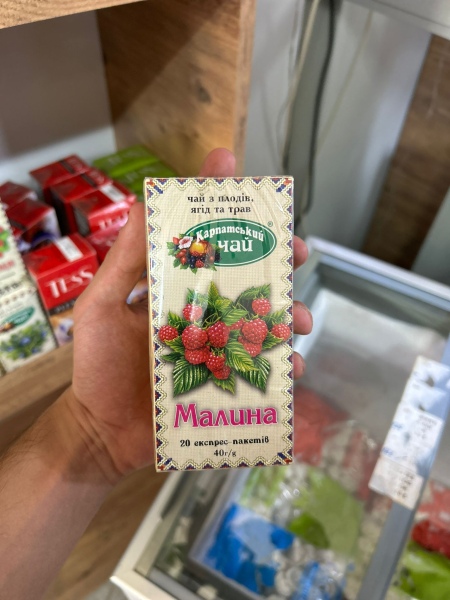 чай з плодів,
ягід та трав
Карпатський
чай
®
Малина
20 експрес-пакетів
40г/g
TESS